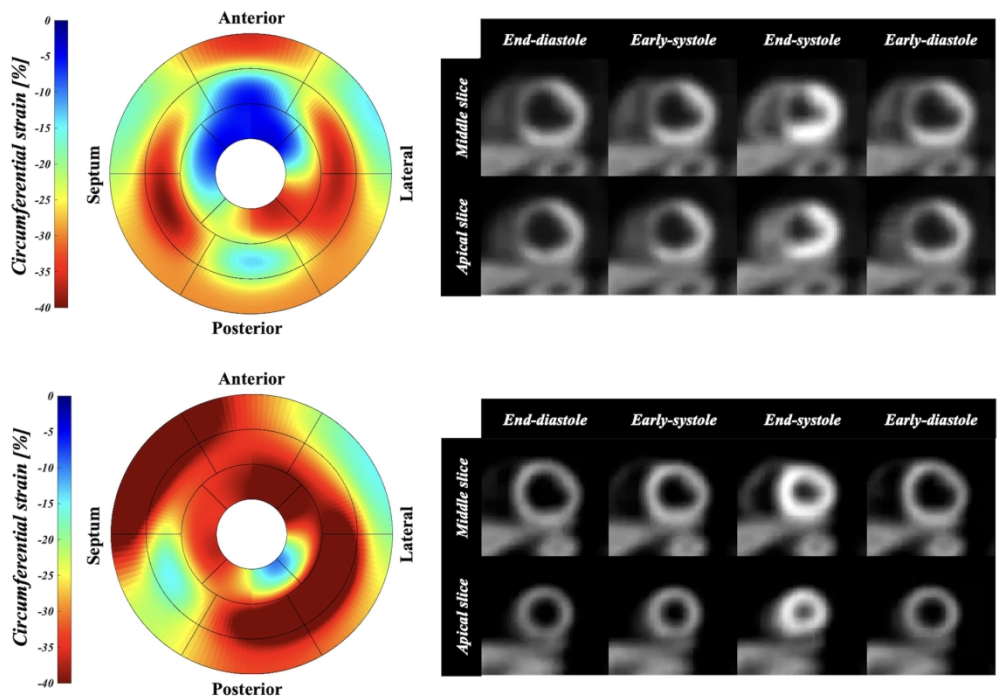 Circumferential strain [%]
0
-5
-10
-15
-20
-25
-30
-35
-40
Anterior
Septum
Lateral
Posterior
End-diastole Early-systole End-systole Early-diastole
Middle slice
Apical slice
Circumferential strain [%]
0
-5
-10
-15
-20
-25
-30
-35
-40
Anterior
Septum
Lateral
Posterior
End-diastole Early-systole End-systole Early-diastole
Middle slice
Apical slice